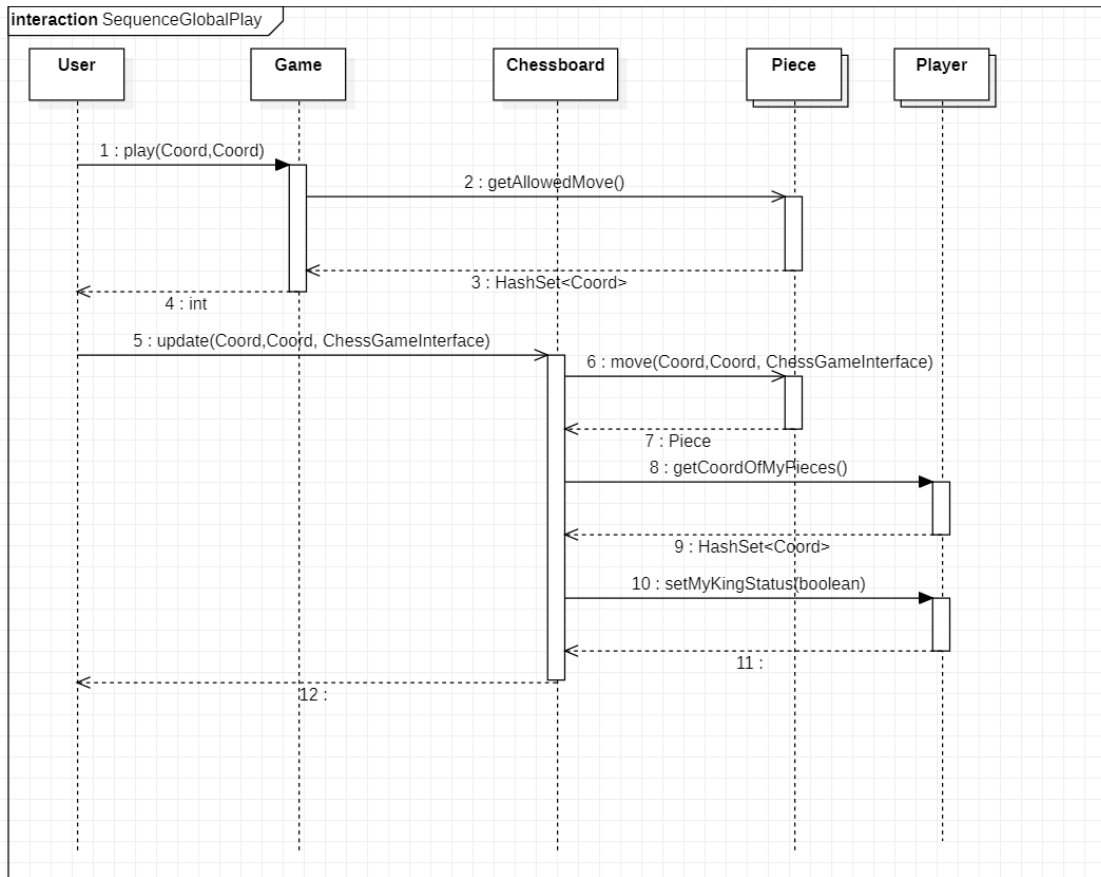 interaction SequenceGlobalPlay
User
Game
Chessboard
Piece
Player
1 : play(Coord,Coord)
2 : getAllowedMove()
3 : HashSet<Coord>
4 : int
5 : update(Coord,Coord, ChessGameInterface)
6 : move(Coord,Coord, ChessGameInterface)
7 : Piece
8 : getCoordOfMyPieces()
9 : HashSet<Coord>
10 : setMyKingStatus(boolean)
11 :
12 :